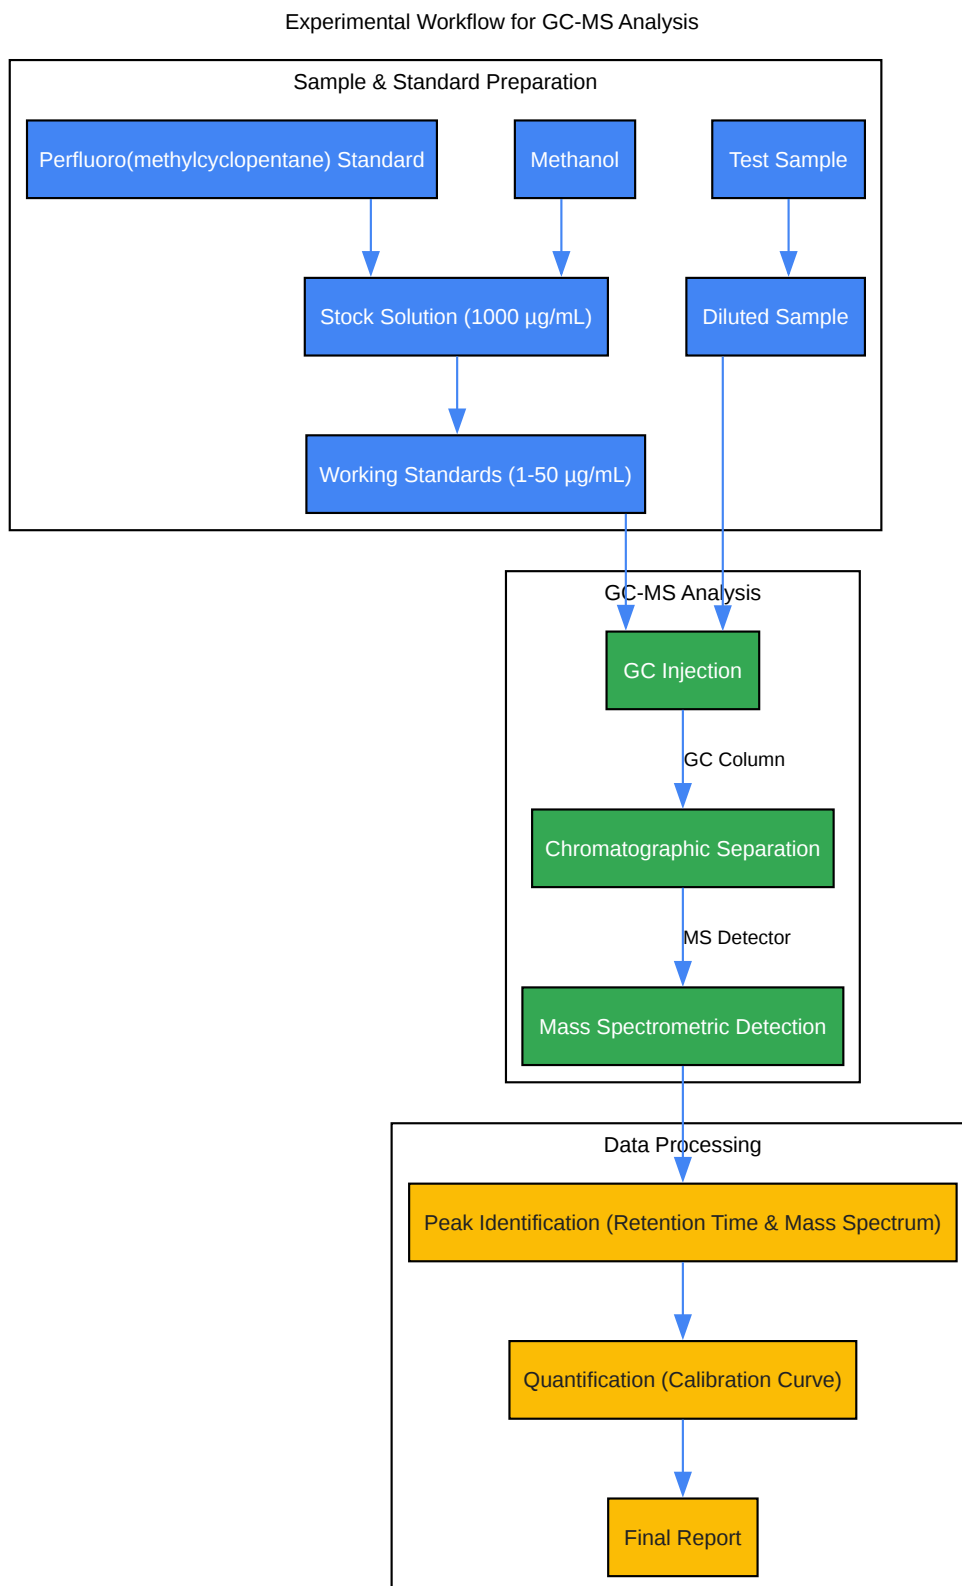 Experimental Workflow for GC-MS Analysis
Sample & Standard Preparation
Perfluoro(methylcyclopentane) Standard
Methanol
Test Sample
Stock Solution (1000 µg/mL)
Diluted Sample
Working Standards (1-50 µg/mL)
GC-MS Analysis
GC Injection
GC Column
Chromatographic Separation
MS Detector
Mass Spectrometric Detection
Data Processing
Peak Identification (Retention Time & Mass Spectrum)
Quantification (Calibration Curve)
Final Report